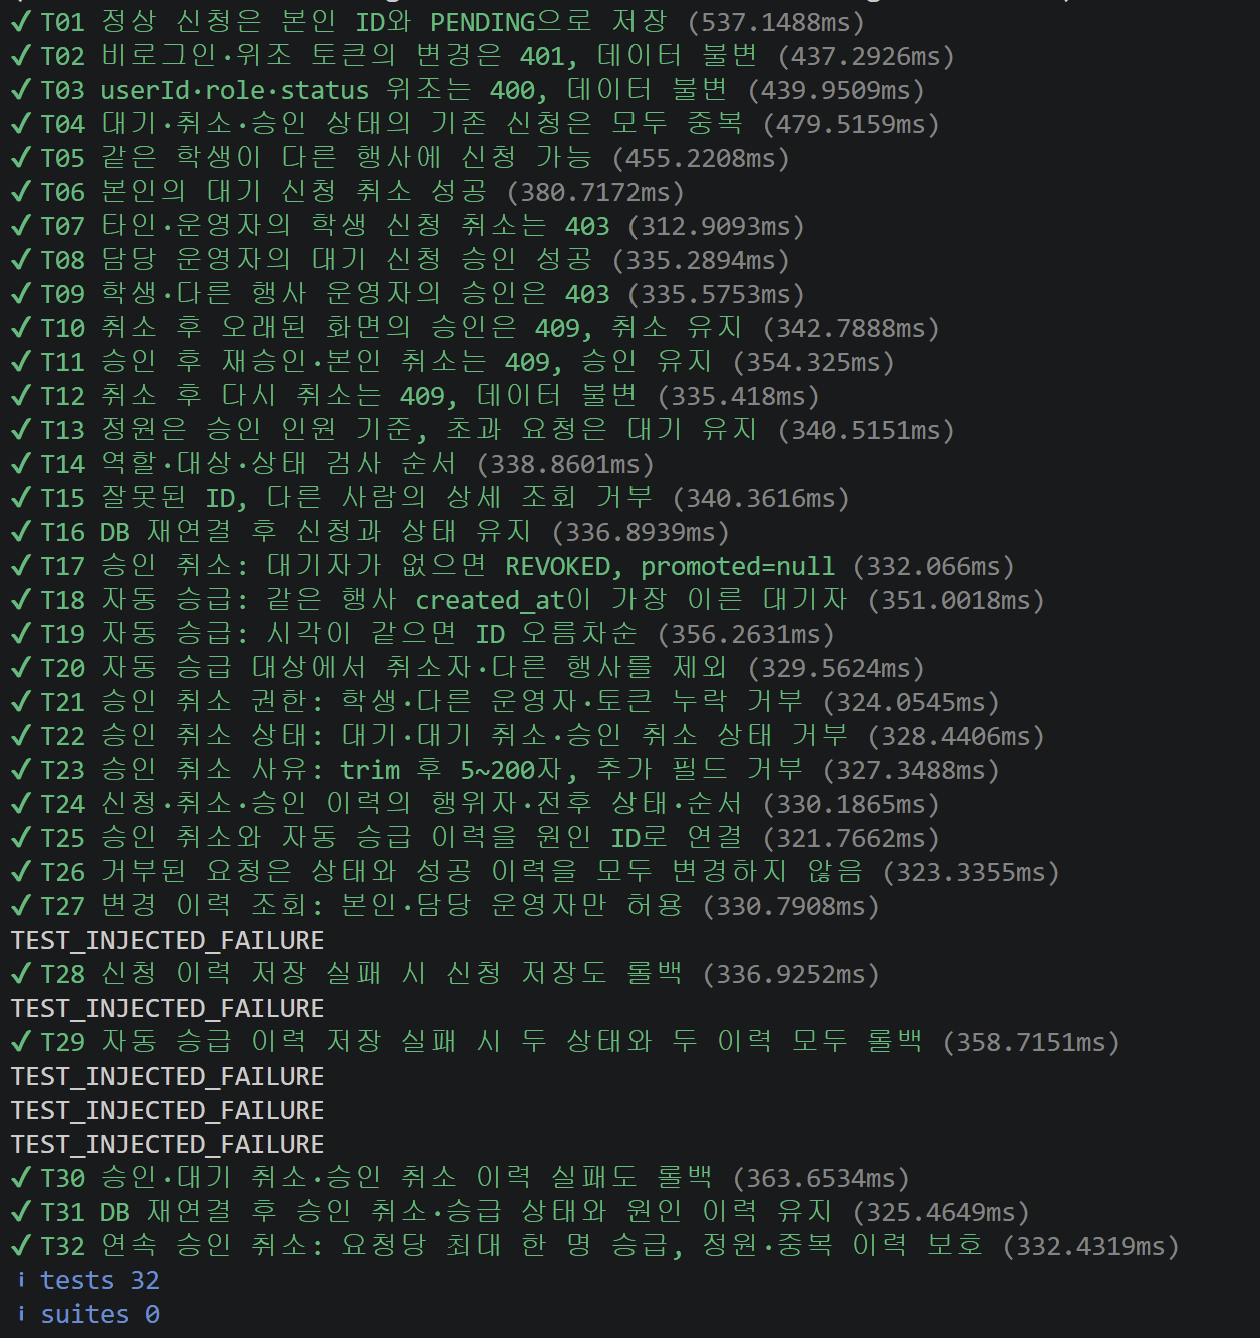 ✓ T01 정상 신청은 본인 ID와 PENDING으로 저장 (537.1488ms)
✓ T02 비로그인·위조 토큰의 변경은 401, 데이터 불변 (437.2926ms)
✓ T03 userId·role·status 위조는 400, 데이터 불변 (439.9509ms)
✓ T04 대기·취소·승인 상태의 기존 신청은 모두 중복 (479.5159ms)
✓ T05 같은 학생이 다른 행사에 신청 가능 (455.2208ms)
✓ T06 본인의 대기 신청 취소 성공 (380.7172ms)
✓ T07 타인·운영자의 학생 신청 취소는 403 (312.9093ms)
✓ T08 담당 운영자의 대기 신청 승인 성공 (335.2894ms)
✓ T09 학생·다른 행사 운영자의 승인은 403 (335.5753ms)
✓ T10 취소 후 오래된 화면의 승인은 409, 취소 유지 (342.7888ms)
✓ T11 승인 후 재승인·본인 취소는 409, 승인 유지 (354.325ms)
✓ T12 취소 후 다시 취소는 409, 데이터 불변 (335.418ms)
✓ T13 정원은 승인 인원 기준, 초과 요청은 대기 유지 (340.5151ms)
✓ T14 역할·대상·상태 검사 순서 (338.8601ms)
✓ T15 잘못된 ID, 다른 사람의 상세 조회 거부 (340.3616ms)
✓ T16 DB 재연결 후 신청과 상태 유지 (336.8939ms)
✓ T17 승인 취소: 대기자가 없으면 REVOKED, promoted=null (332.066ms)
✓ T18 자동 승급: 같은 행사 created_at이 가장 이른 대기자 (351.0018ms)
✓ T19 자동 승급: 시각이 같으면 ID 오름차순 (356.2631ms)
✓ T20 자동 승급 대상에서 취소자·다른 행사를 제외 (329.5624ms)
✓ T21 승인 취소 권한: 학생·다른 운영자·토큰 누락 거부 (324.0545ms)
✓ T22 승인 취소 상태: 대기·대기 취소·승인 취소 상태 거부 (328.4406ms)
✓ T23 승인 취소 사유: trim 후 5~200자, 추가 필드 거부 (327.3488ms)
✓ T24 신청·취소·승인 이력의 행위자·전후 상태·순서 (330.1865ms)
✓ T25 승인 취소와 자동 승급 이력을 원인 ID로 연결 (321.7662ms)
✓ T26 거부된 요청은 상태와 성공 이력을 모두 변경하지 않음 (323.3355ms)
✓ T27 변경 이력 조회: 본인·담당 운영자만 허용 (330.7908ms)
TEST_INJECTED_FAILURE
✓ T28 신청 이력 저장 실패 시 신청 저장도 롤백 (336.9252ms)
TEST_INJECTED_FAILURE
✓ T29 자동 승급 이력 저장 실패 시 두 상태와 두 이력 모두 롤백 (358.7151ms)
TEST_INJECTED_FAILURE
TEST_INJECTED_FAILURE
TEST_INJECTED_FAILURE
✓ T30 승인·대기 취소·승인 취소 이력 실패도 롤백 (363.6534ms)
✓ T31 DB 재연결 후 승인 취소·승급 상태와 원인 이력 유지 (325.4649ms)
✓ T32 연속 승인 취소: 요청당 최대 한 명 승급, 정원·중복 이력 보호 (332.4319ms)
i tests 32
i suites 0